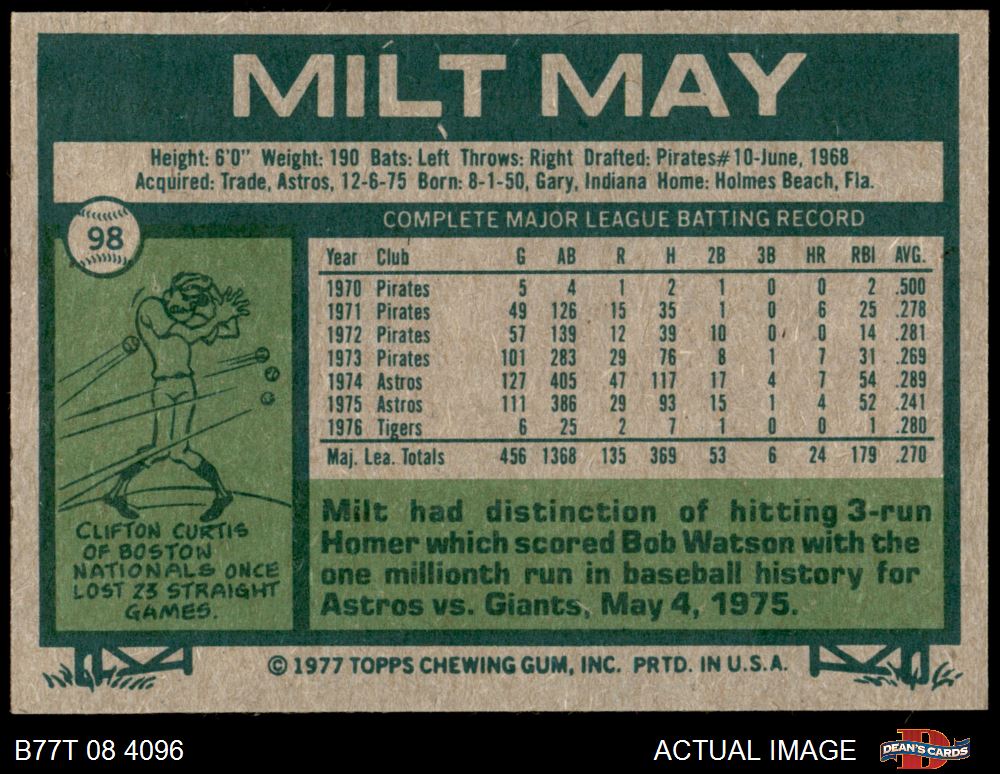 MILT MAY
Height: 6'0" Weight: 190 Bats: Left Throws: Right Drafted: Pirates#10-June, 1968
Acquired: Trade, Astros, 12-6-75 Born: 8-1-50, Gary, Indiana Home: Holmes Beach, Fla.
98
COMPLETE MAJOR LEAGUE BATTING RECORD
Year Club G AB R H 2B 3B HR RBI AVG.
1970 Pirates 5 4 1 2 1 0 0 2 .500
1971 Pirates 49 126 15 35 1 0 6 25 .278
1972 Pirates 57 139 12 39 10 0 0 14 .281
1973 Pirates 101 283 29 76 8 1 7 31 .269
1974 Astros 127 405 47 117 17 4 7 54 .289
1975 Astros 111 386 29 93 15 1 4 52 .241
1976 Tigers 6 25 2 7 1 0 0 1 .280
Maj. Lea. Totals 456 1368 135 369 53 6 24 179 .270
CLIFTON CURTIS
OF BOSTON
NATIONALS ONCE
LOST 23 STRAIGHT
GAMES.
Milt had distinction of hitting 3-run
Homer which scored Bob Watson with the
one millionth run in baseball history for
Astros vs. Giants, May 4, 1975.
© 1977 TOPPS CHEWING GUM, INC. PRTD. IN U.S.A.
B77T 08 4096
ACTUAL IMAGE
B
DEAN'S CARDS